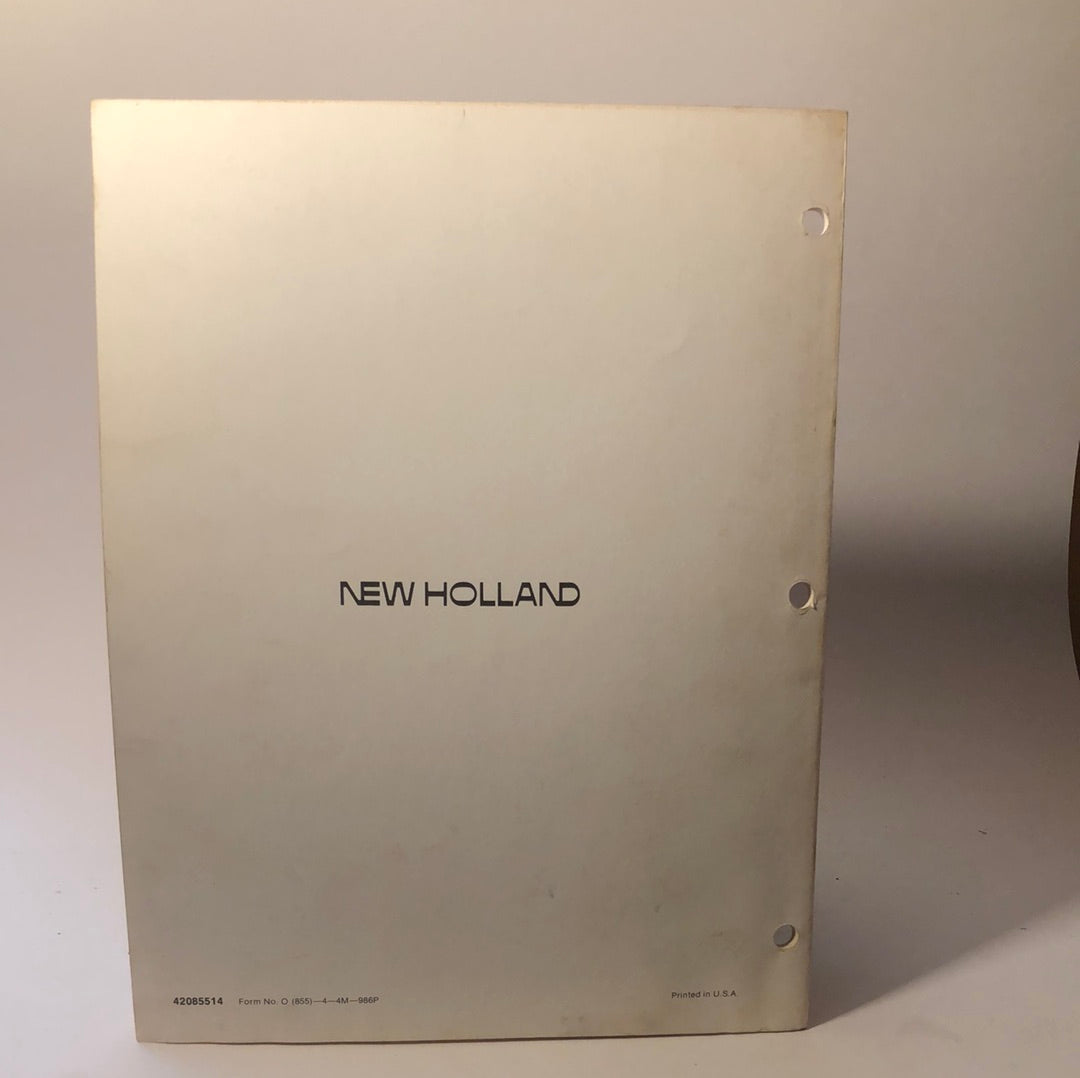 NEW HOLLAND
42085514 Form No. O (855)—4—4M—986P Printed in U.S.A.